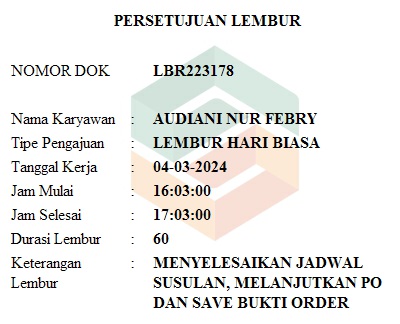 PERSETUJUAN LEMBUR
NOMOR DOK LBR223178
Nama Karyawan : AUDIANI NUR FEBRY
Tipe Pengajuan : LEMBUR HARI BIASA
Tanggal Kerja : 04-03-2024
Jam Mulai : 16:03:00
Jam Selesai : 17:03:00
Durasi Lembur : 60
Keterangan : MENYELESAIKAN JADWAL
Lembur SUSULAN, MELANJUTKAN PO
DAN SAVE BUKTI ORDER